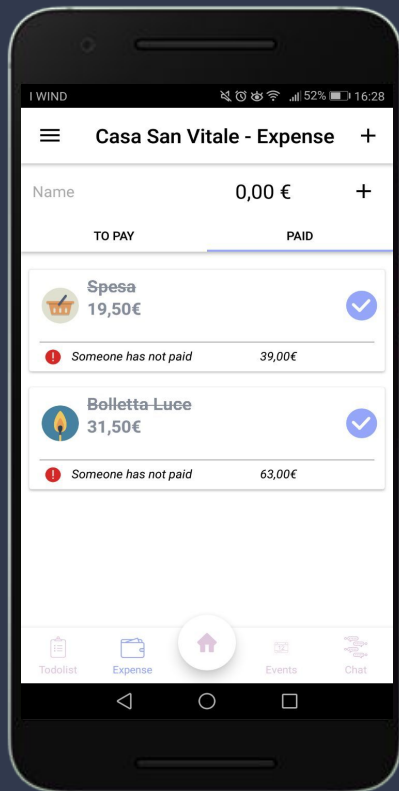 I WIND 52% 16:28
Casa San Vitale - Expense +
Name 0,00 € +
TO PAY PAID
Spesa
19,50€
! Someone has not paid 39,00€
Bolletta Luce
31,50€
! Someone has not paid 63,00€
Todolist Expense Events Chat